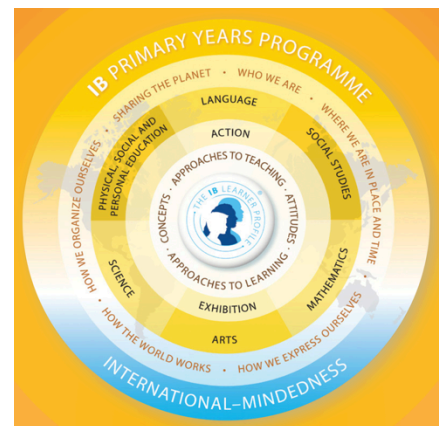 IB PRIMARY YEARS PROGRAMME
SHARING THE PLANET • WHO WE ARE • WHERE WE ARE IN PLACE AND TIME • HOW WE EXPRESS OURSELVES • HOW THE WORLD WORKS • HOW WE ORGANIZE OURSELVES •
LANGUAGE
SOCIAL STUDIES
MATHEMATICS
ARTS
SCIENCE
PHYSICAL, SOCIAL AND
PERSONAL EDUCATION
ACTION
EXHIBITION
APPROACHES TO TEACHING · ATTITUDES · APPROACHES TO LEARNING · CONCEPTS ·
THE IB LEARNER PROFILE
®
INTERNATIONAL–MINDEDNESS